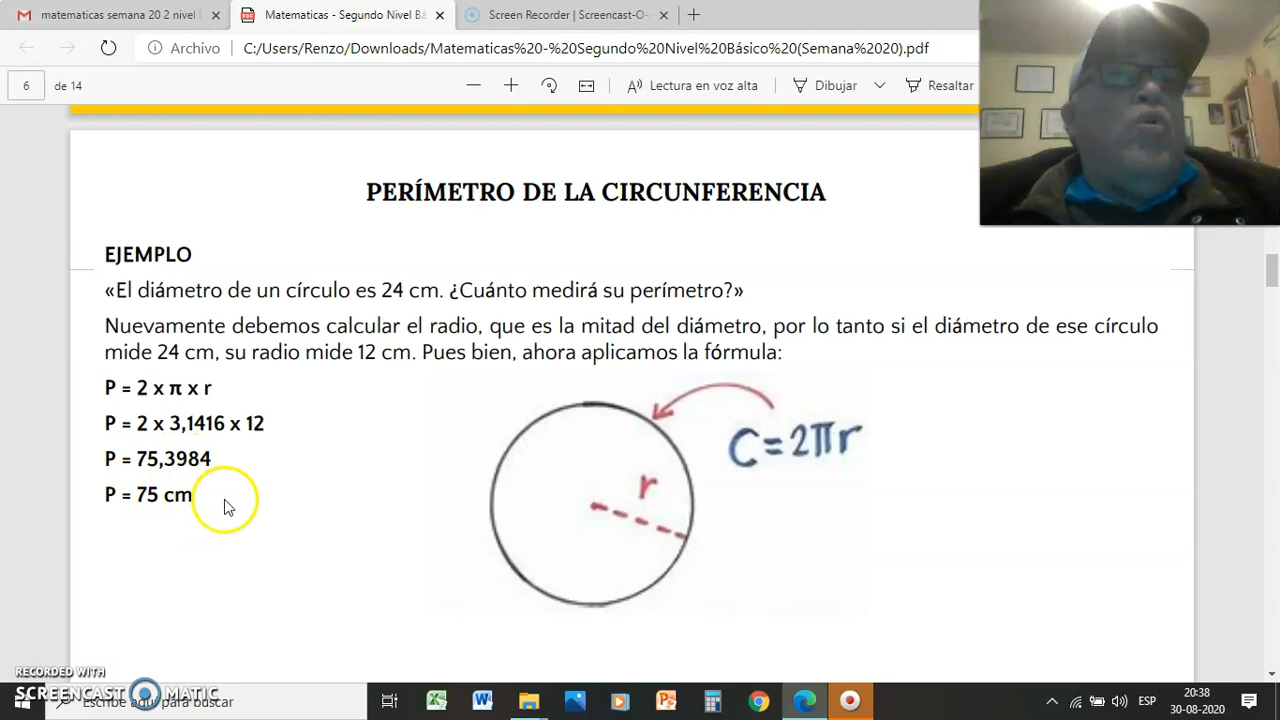 matematicas semana 20 2 nivel
Matematicas - Segundo Nivel Bá
Screen Recorder | Screencast-O-
Archivo
C:/Users/Renzo/Downloads/Matematicas%20-%20Segundo%20Nivel%20Básico%20(Semana%2020).pdf
6
de 14
Lectura en voz alta
Dibujar
Resaltar
PERÍMETRO DE LA CIRCUNFERENCIA
EJEMPLO
«El diámetro de un círculo es 24 cm. ¿Cuánto medirá su perímetro?»
Nuevamente debemos calcular el radio, que es la mitad del diámetro, por lo tanto si el diámetro de ese círculo
mide 24 cm, su radio mide 12 cm. Pues bien, ahora aplicamos la fórmula:
P = 2 x π x r
P = 2 x 3,1416 x 12
P = 75,3984
P = 75 cm
C=2πr
r
RECORDED WITH
SCREENCAST MATIC
Escribe aquí para buscar
ESP
20:38
30-08-2020